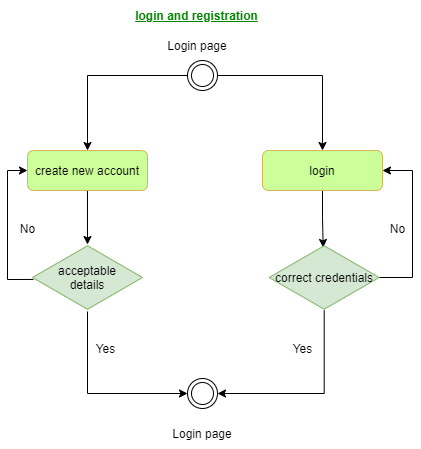 login and registration
Login page
create new account
login
No
No
acceptable
details
correct credentials
Yes
Yes
Login page